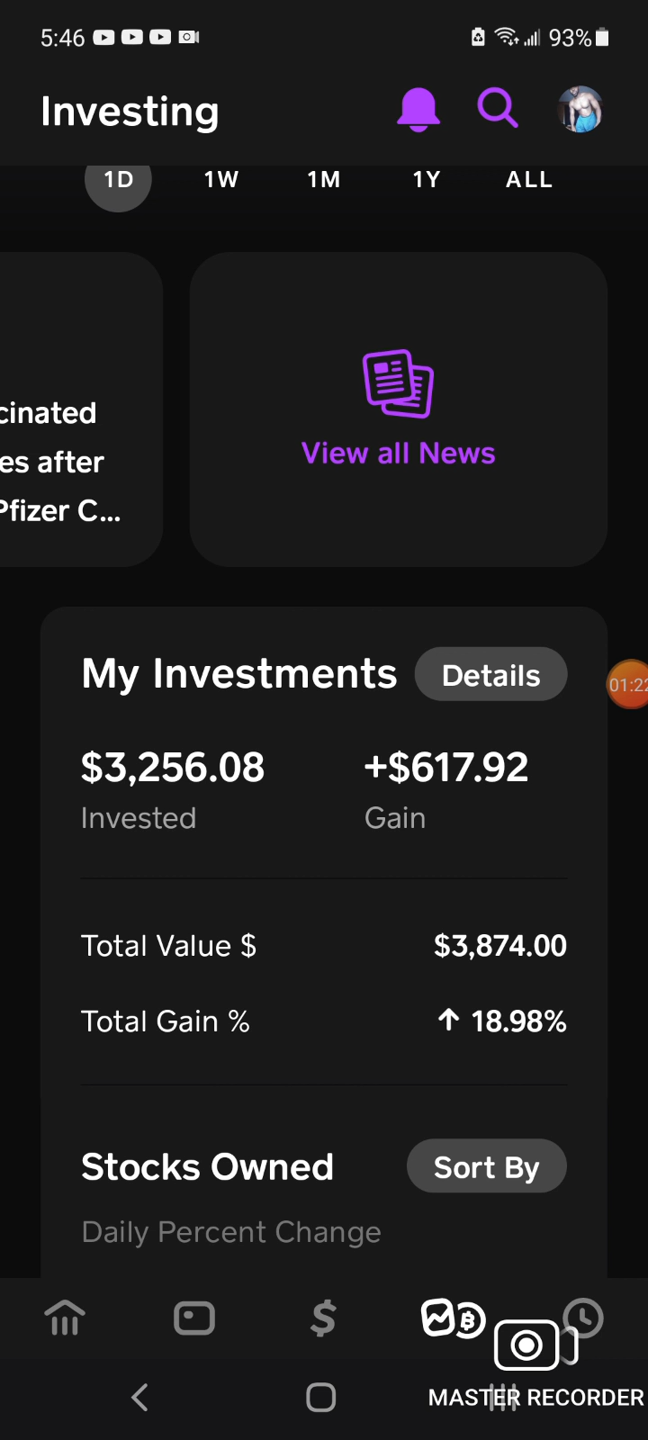 5:46
93%
Investing
1D 1W 1M 1Y ALL
cinated
es after
Pfizer C...
View all News
My Investments Details
01:22
$3,256.08 +$617.92
Invested Gain
Total Value $ $3,874.00
Total Gain % ↑ 18.98%
Stocks Owned Sort By
Daily Percent Change
$
MASTER RECORDER